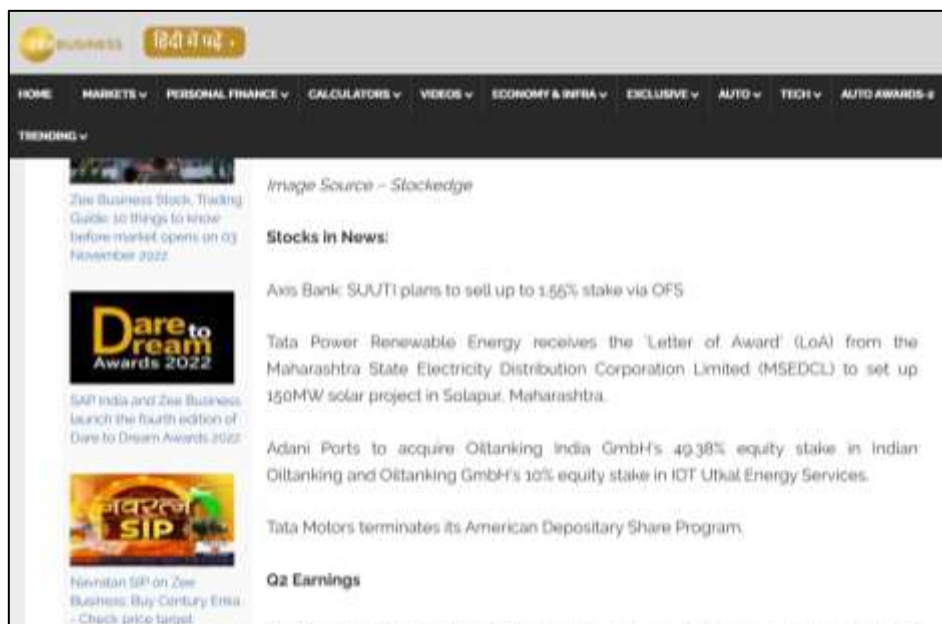 ZEE BUSINESS
हिंदी में पढ़ें ›
HOME MARKETS PERSONAL FINANCE CALCULATORS VIDEOS ECONOMY & INFRA EXCLUSIVE AUTO TECH AUTO AWARDS-2
TRENDING
Zee Business Stock, Trading
Guide: 10 things to know
before market opens on 03
November 2022
Dare to
Dream
Awards 2022
SAP India and Zee Business
launch the fourth edition of
Dare to Dream Awards 2022
नवरत्न
SIP
Navratan SIP on Zee
Business: Buy Century Enka
- Check price target
Image Source – Stockedge
Stocks in News:
Axis Bank: SUUTI plans to sell up to 1.55% stake via OFS
Tata Power Renewable Energy receives the 'Letter of Award' (LoA) from the
Maharashtra State Electricity Distribution Corporation Limited (MSEDCL) to set up
150MW solar project in Solapur, Maharashtra.
Adani Ports to acquire Oiltanking India GmbH's 49.38% equity stake in Indian
Oiltanking and Oiltanking GmbH's 10% equity stake in IOT Utkal Energy Services.
Tata Motors terminates its American Depositary Share Program.
Q2 Earnings